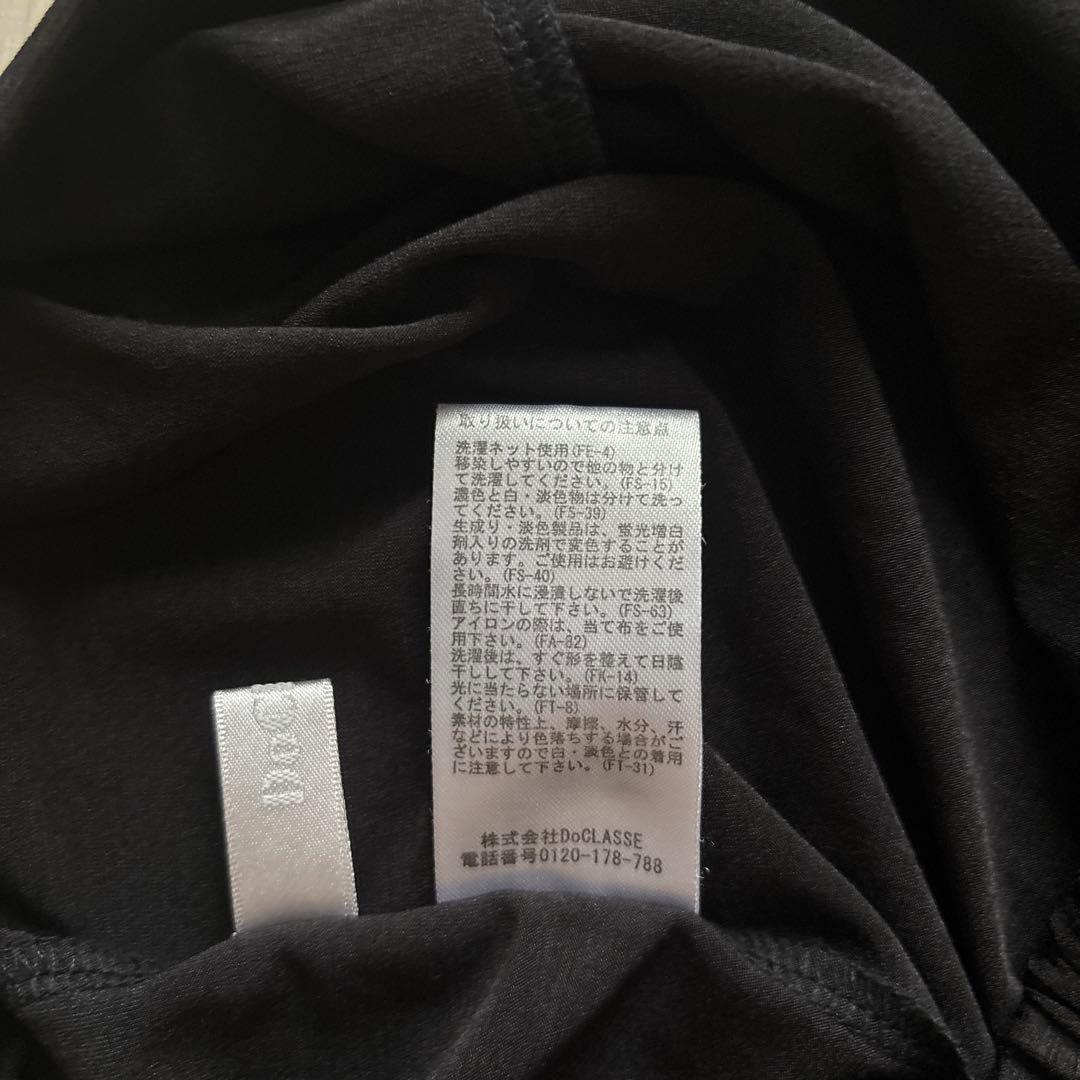 取り扱いについての注意点
洗濯ネット使用(FE-4)
移染しやすいので他の物と分け
て洗濯してください。(FS-15)
濃色と白・淡色物は分けて洗っ
てください。(FS-39)
生成り・淡色製品は、蛍光増白
剤入りの洗剤で変色することが
あります。ご使用はお避けくだ
さい。(FS-40)
長時間水に浸漬しないで洗濯後
直ちに干して下さい。(FS-63)
アイロンの際は、当て布をご使
用下さい。(FA-82)
洗濯後は、すぐ形を整えて日陰
干しして下さい。(FK-14)
光に当たらない場所に保管して
ください。(FT-8)
素材の特性上、摩擦、水分、汗
などにより色落ちする場合がご
ざいますので白・淡色との着用
に注意して下さい。(FT-31)
株式会社DoCLASSE
電話番号0120-178-788